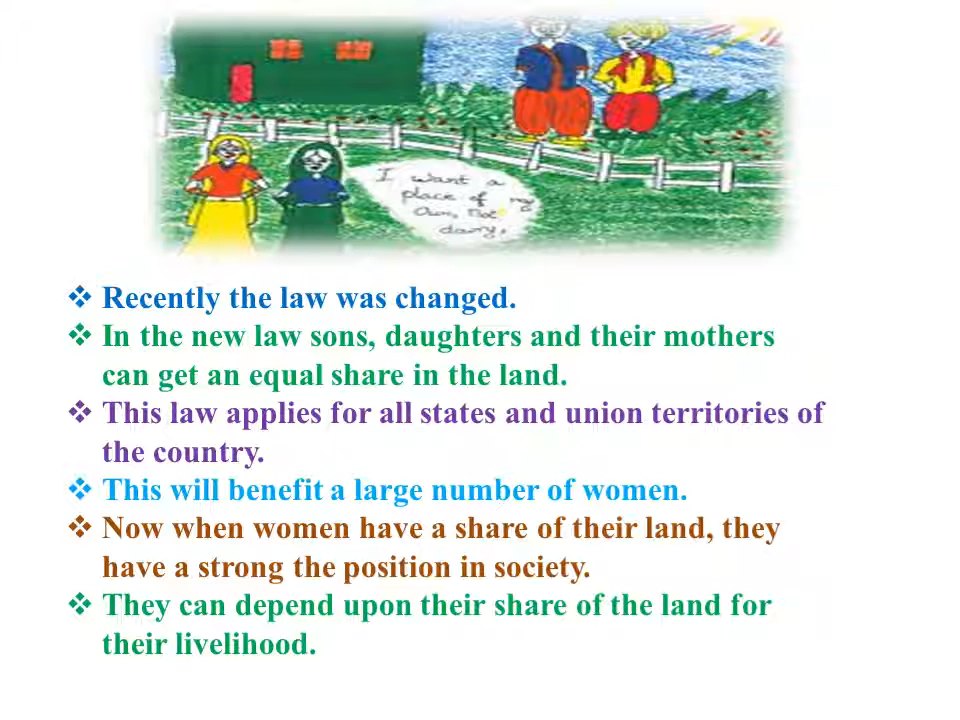 I want a
place of my
own, not
dowry.
❖ Recently the law was changed.
❖ In the new law sons, daughters and their mothers
can get an equal share in the land.
❖ This law applies for all states and union territories of
the country.
❖ This will benefit a large number of women.
❖ Now when women have a share of their land, they
have a strong the position in society.
❖ They can depend upon their share of the land for
their livelihood.